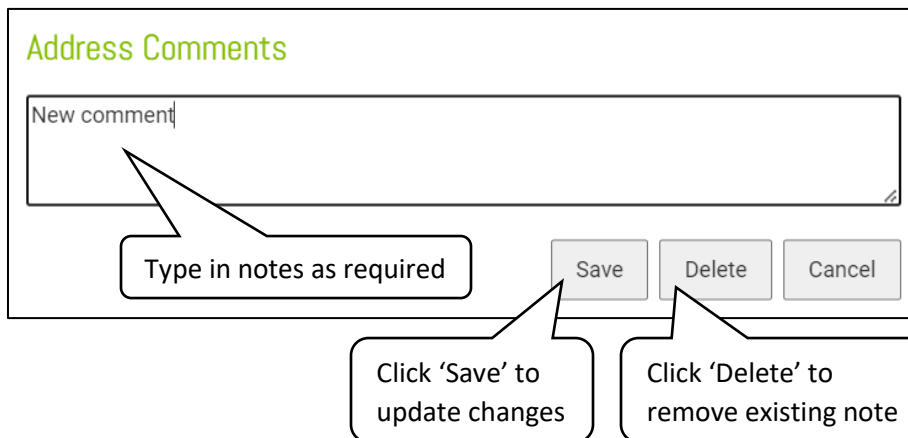 Address Comments
New comment
Type in notes as required
Save
Delete
Cancel
Click ‘Save’ to
update changes
Click ‘Delete’ to
remove existing note